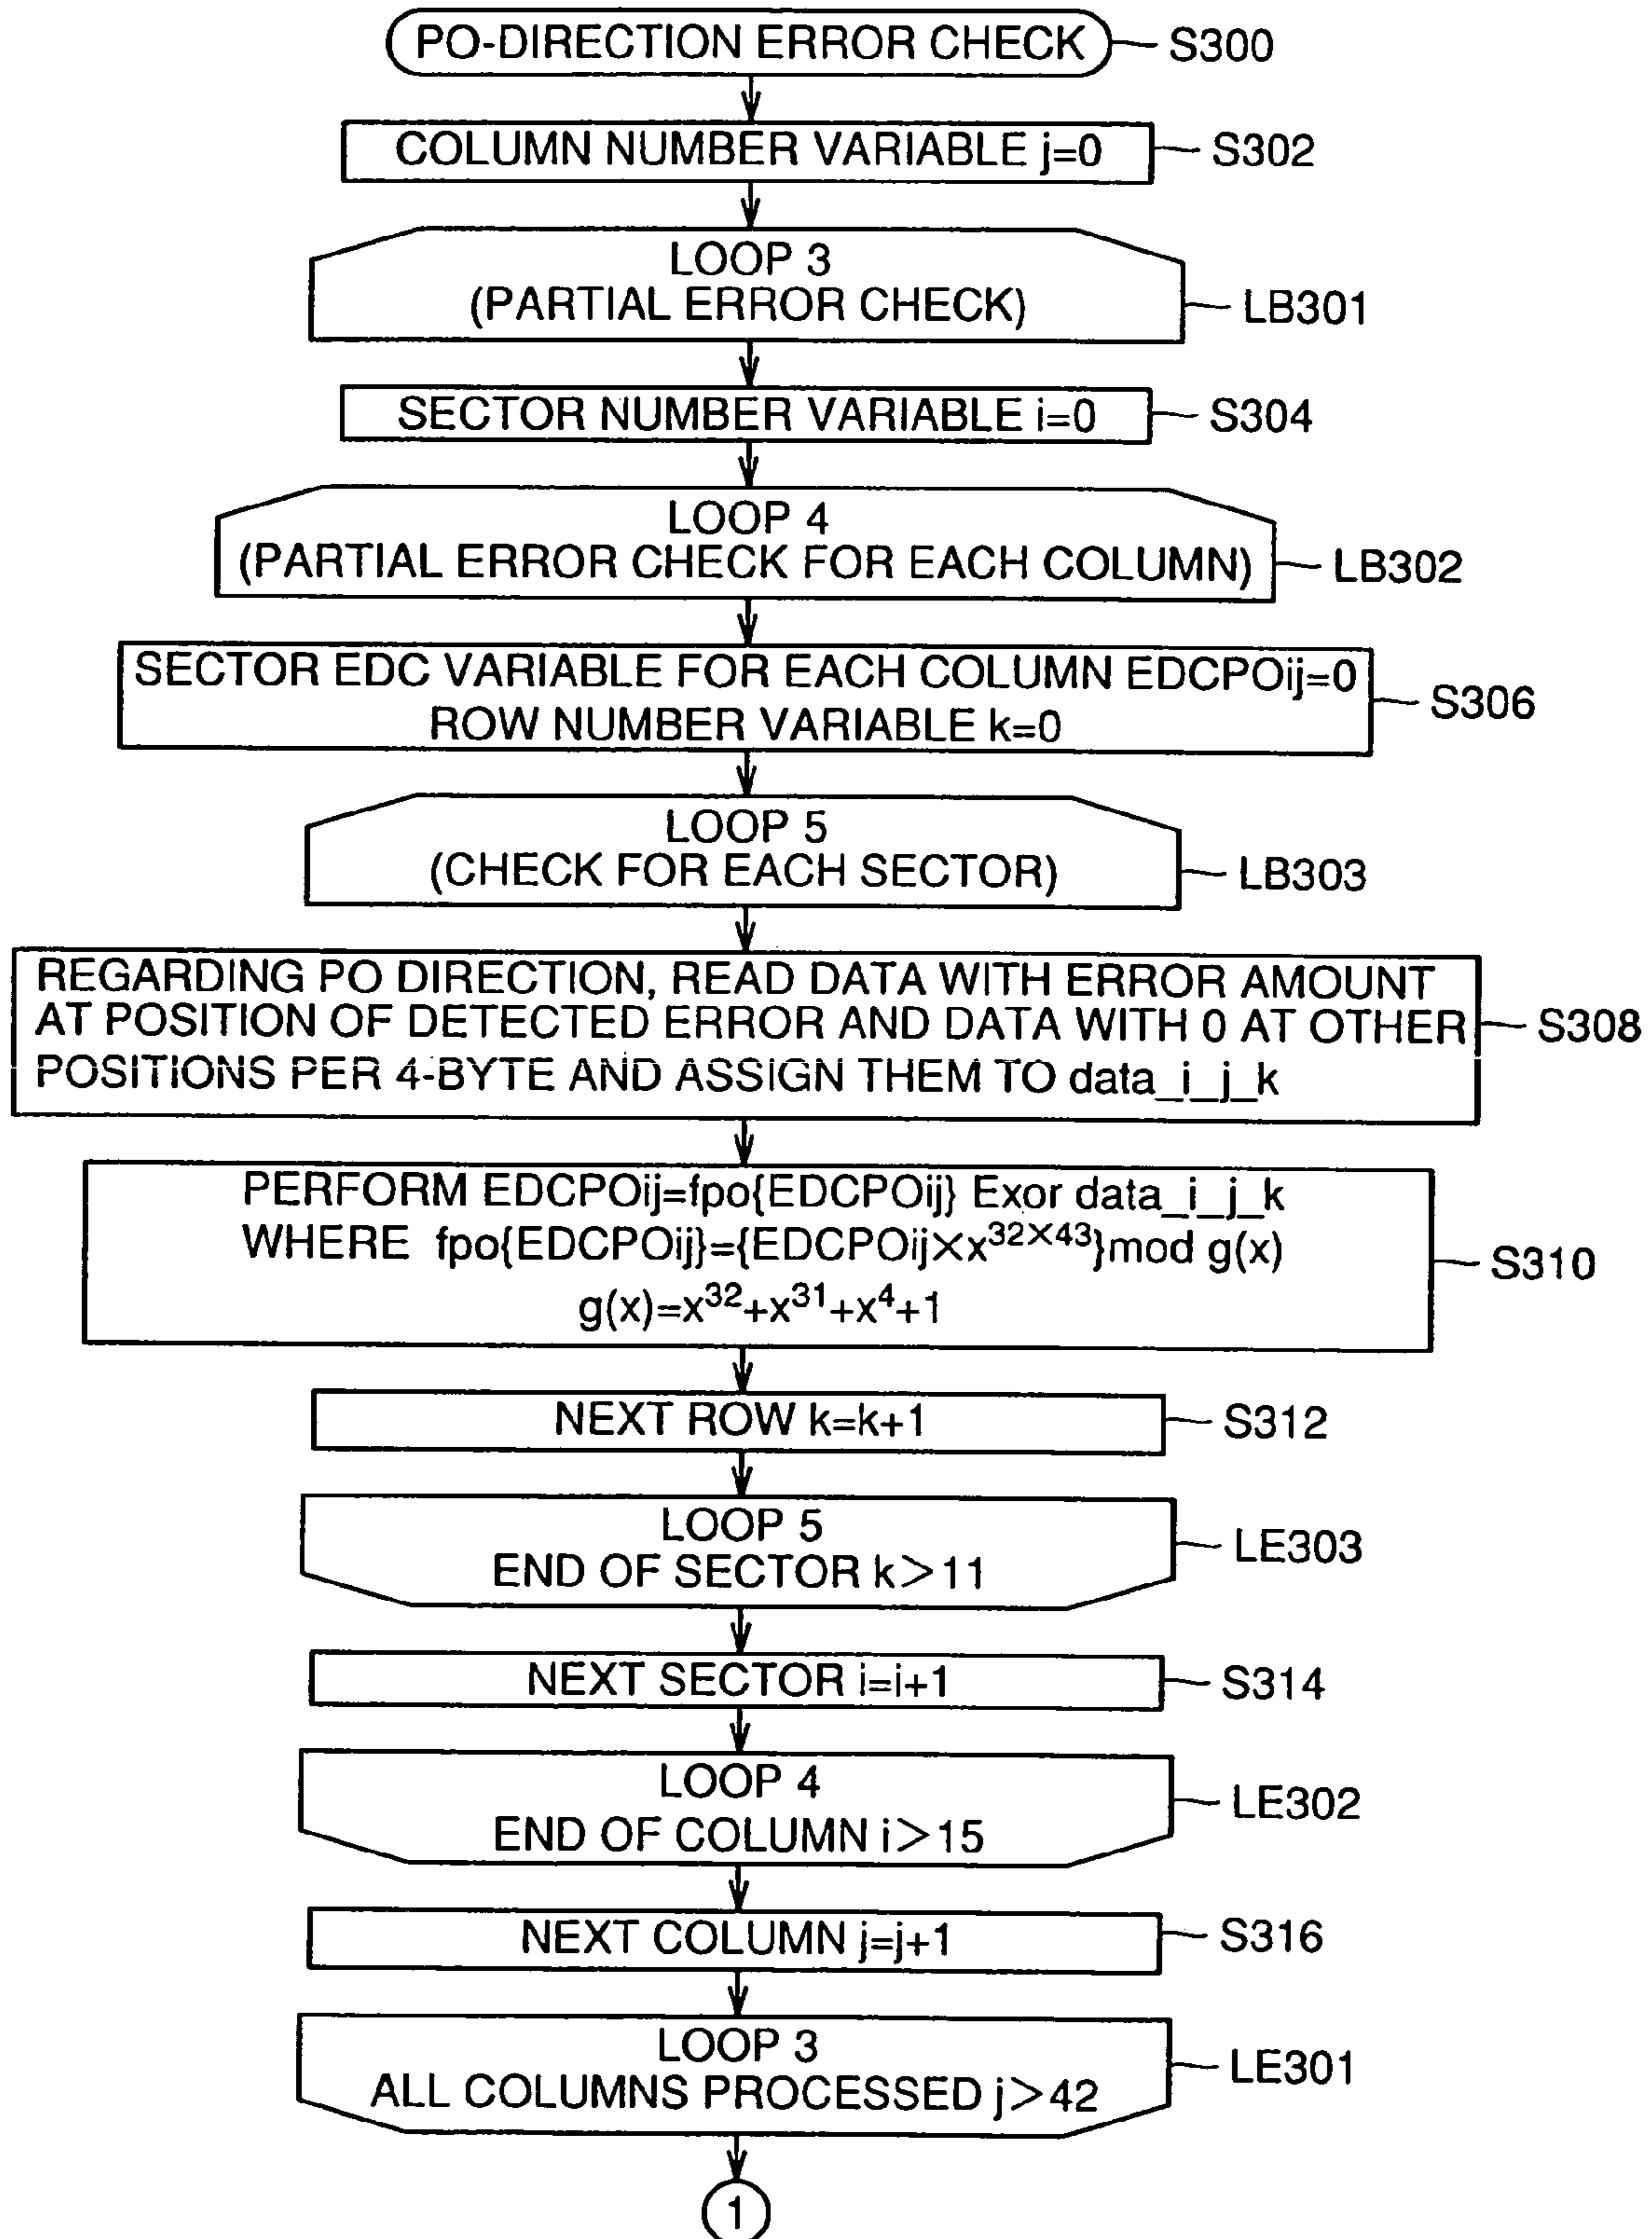 PO-DIRECTION ERROR CHECK S300
COLUMN NUMBER VARIABLE j=0 S302
LOOP 3
(PARTIAL ERROR CHECK) LB301
SECTOR NUMBER VARIABLE i=0 S304
LOOP 4
(PARTIAL ERROR CHECK FOR EACH COLUMN) LB302
SECTOR EDC VARIABLE FOR EACH COLUMN EDCPOij=0
ROW NUMBER VARIABLE k=0 S306
LOOP 5
(CHECK FOR EACH SECTOR) LB303
REGARDING PO DIRECTION, READ DATA WITH ERROR AMOUNT
AT POSITION OF DETECTED ERROR AND DATA WITH 0 AT OTHER S308
POSITIONS PER 4-BYTE AND ASSIGN THEM TO data_i_j_k
PERFORM EDCPOij=fpo{EDCPOij} Exor data_i_j_k
WHERE fpo{EDCPOij}={EDCPOij×x^{32×43}}mod g(x) S310
g(x)=x^{32}+x^{31}+x^{4}+1
NEXT ROW k=k+1 S312
LOOP 5
END OF SECTOR k>11 LE303
NEXT SECTOR i=i+1 S314
LOOP 4
END OF COLUMN i>15 LE302
NEXT COLUMN j=j+1 S316
LOOP 3
ALL COLUMNS PROCESSED j>42 LE301
1